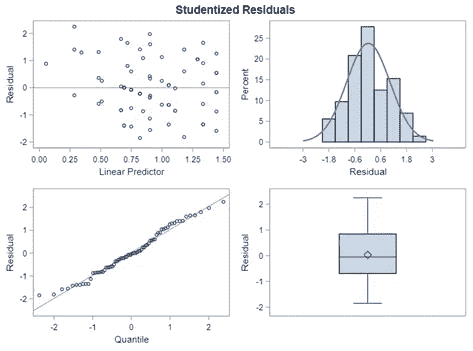 Studentized Residuals
Residual
2
1
0
-1
-2
0.00 0.25 0.50 0.75 1.00 1.25 1.50
Linear Predictor
Percent
25
20
15
10
5
0
-3 -1.8 -0.6 0.6 1.8 3
Residual
Residual
2
1
0
-1
-2
-2 -1 0 1 2
Quantile
Residual
2
1
0
-1
-2